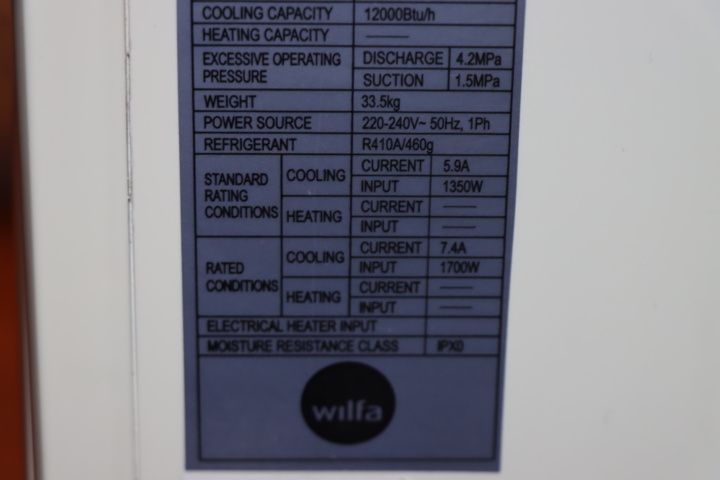 COOLING CAPACITY 12000Btu/h
HEATING CAPACITY ——
EXCESSIVE OPERATING PRESSURE DISCHARGE 4.2MPa
SUCTION 1.5MPa
WEIGHT 33.5kg
POWER SOURCE 220-240V~ 50Hz, 1Ph
REFRIGERANT R410A/460g
STANDARD RATING CONDITIONS COOLING CURRENT 5.9A
INPUT 1350W
HEATING CURRENT ——
INPUT ——
RATED CONDITIONS COOLING CURRENT 7.4A
INPUT 1700W
HEATING CURRENT ——
INPUT ——
ELECTRICAL HEATER INPUT
MOISTURE RESISTANCE CLASS IPX0
wilfa